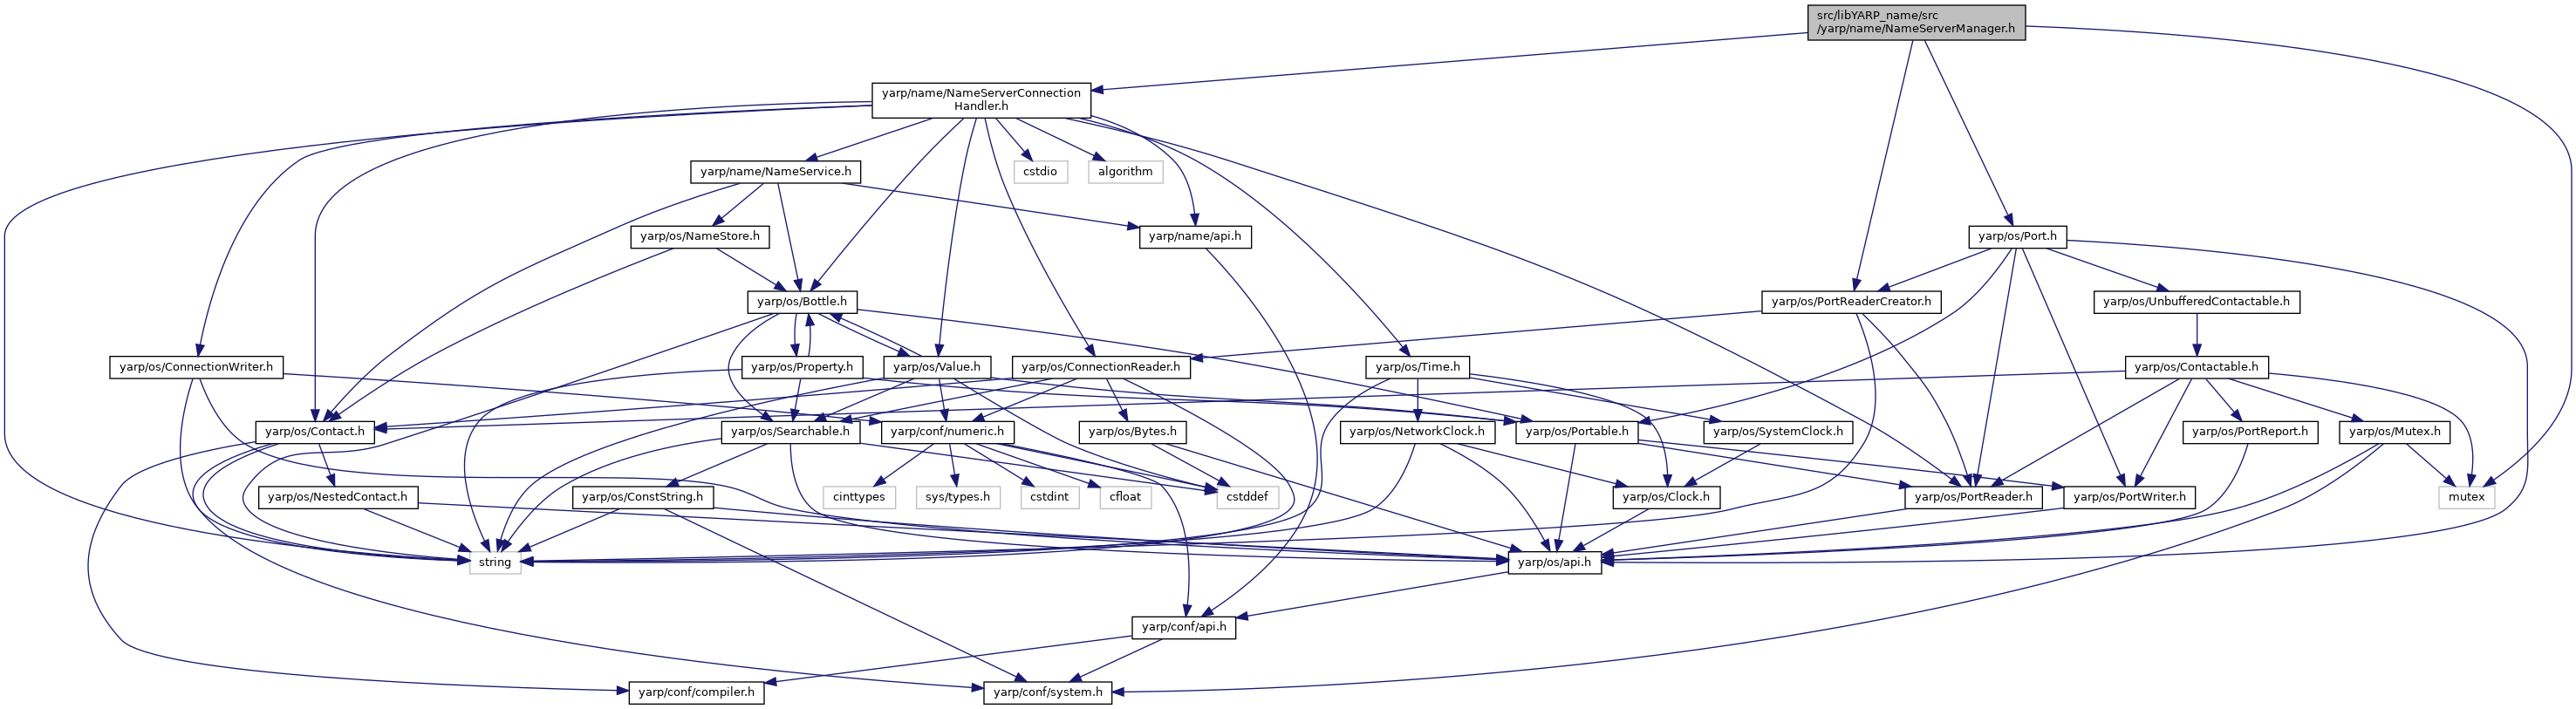 src/libYARP_name/src
/yarp/name/NameServerManager.h
yarp/name/NameServerConnection
Handler.h
yarp/name/NameService.h
cstdio
algorithm
yarp/os/NameStore.h
yarp/name/api.h
yarp/os/Port.h
yarp/os/Bottle.h
yarp/os/PortReaderCreator.h
yarp/os/UnbufferedContactable.h
yarp/os/ConnectionWriter.h
yarp/os/Property.h
yarp/os/Value.h
yarp/os/ConnectionReader.h
yarp/os/Time.h
yarp/os/Contactable.h
yarp/os/Contact.h
yarp/os/Searchable.h
yarp/conf/numeric.h
yarp/os/Bytes.h
yarp/os/NetworkClock.h
yarp/os/Portable.h
yarp/os/SystemClock.h
yarp/os/PortReport.h
yarp/os/Mutex.h
yarp/os/NestedContact.h
yarp/os/ConstString.h
cinttypes
sys/types.h
cstdint
cfloat
cstddef
yarp/os/Clock.h
yarp/os/PortReader.h
yarp/os/PortWriter.h
mutex
string
yarp/os/api.h
yarp/conf/api.h
yarp/conf/compiler.h
yarp/conf/system.h